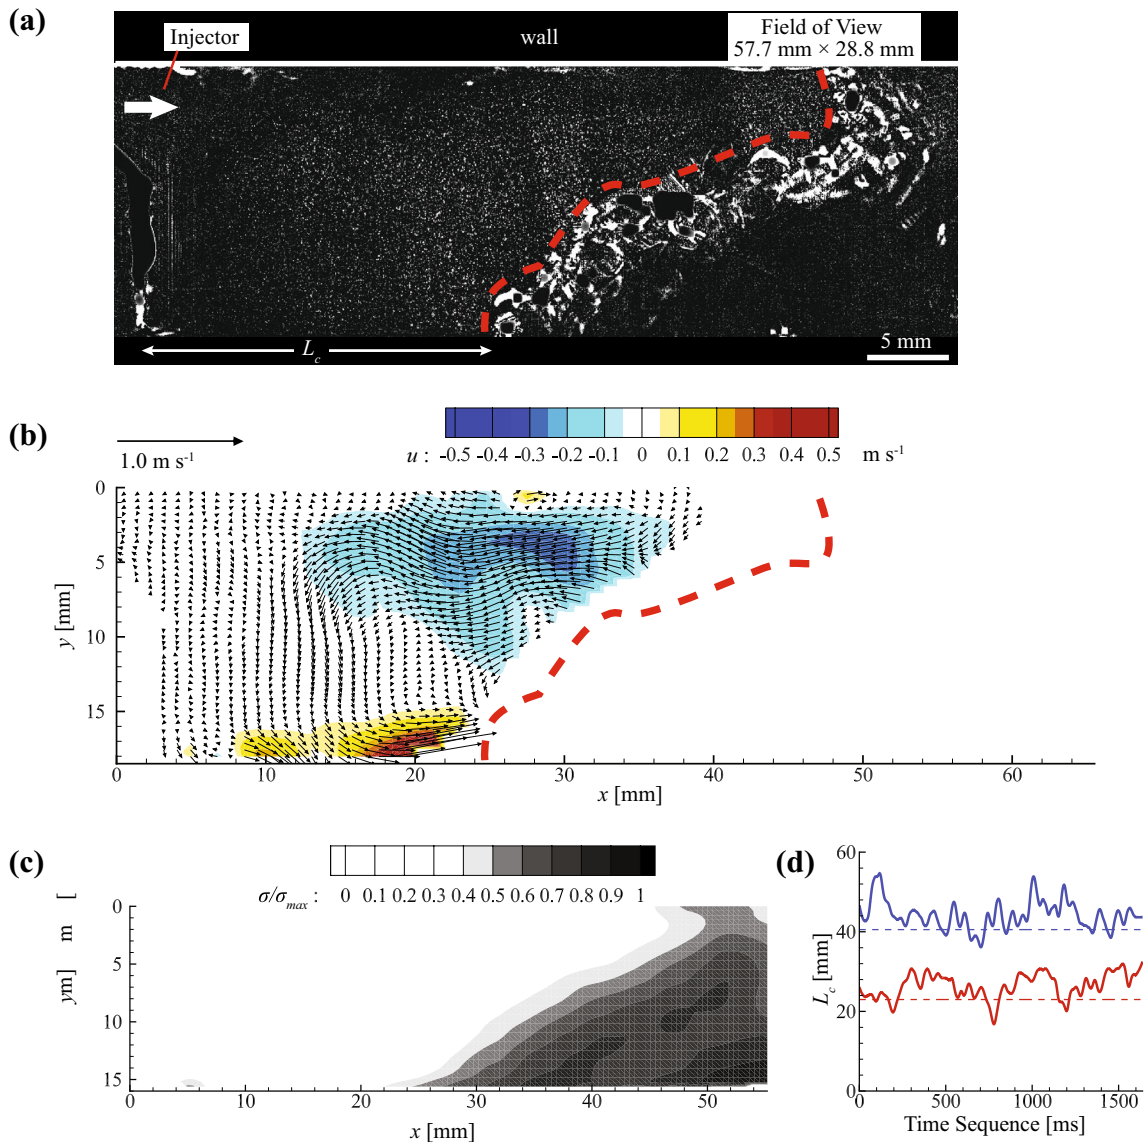 (a)
Injector
wall
Field of View
57.7 mm × 28.8 mm
L_c
5 mm
(b)
1.0 m s⁻¹
u : -0.5 -0.4 -0.3 -0.2 -0.1 0 0.1 0.2 0.3 0.4 0.5 m s⁻¹
0
5
10
15
y [mm]
0 10 20 30 40 50 60
x [mm]
(c)
σ/σ_max : 0 0.1 0.2 0.3 0.4 0.5 0.6 0.7 0.8 0.9 1
0
5
10
15
ym] m [
0 10 20 30 40 50
x [mm]
(d)
60
40
20
0
L_c [mm]
0 500 1000 1500
Time Sequence [ms]